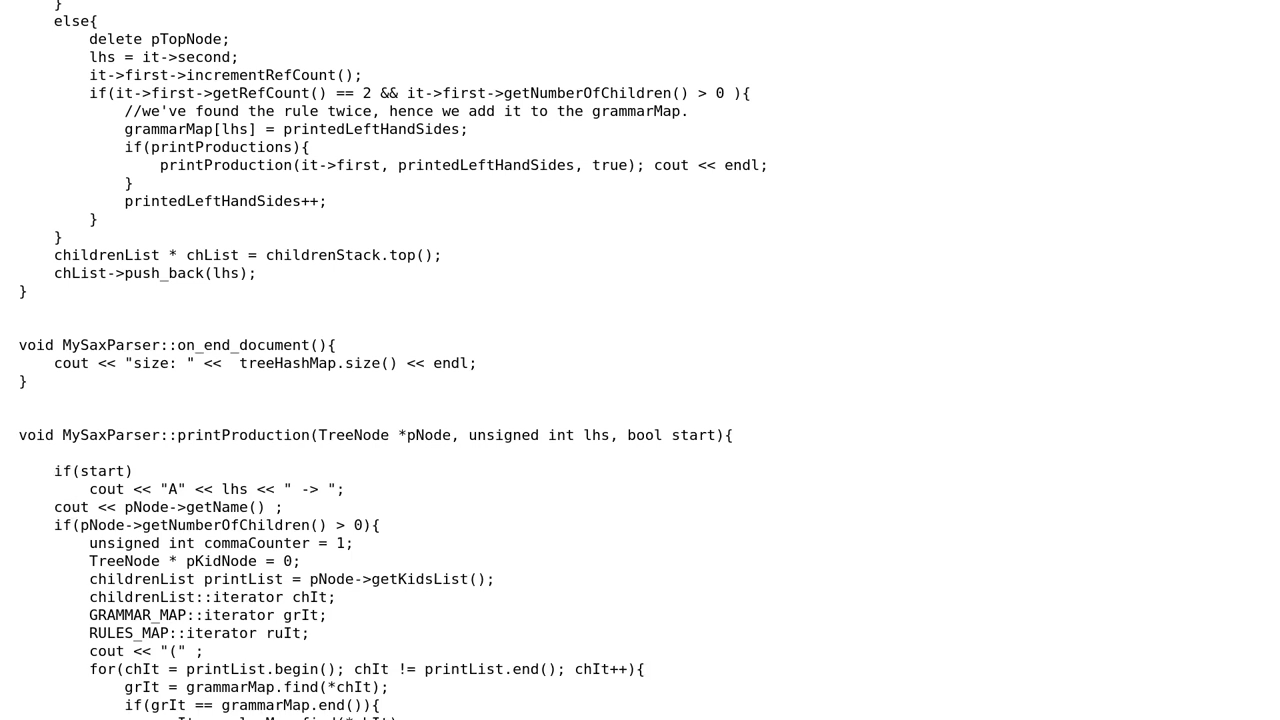 }
    else{
        delete pTopNode;
        lhs = it->second;
        it->first->incrementRefCount();
        if(it->first->getRefCount() == 2 && it->first->getNumberOfChildren() > 0 ){
            //we've found the rule twice, hence we add it to the grammarMap.
            grammarMap[lhs] = printedLeftHandSides;
            if(printProductions){
                printProduction(it->first, printedLeftHandSides, true); cout << endl;
            }
            printedLeftHandSides++;
        }
    }
    childrenList * chList = childrenStack.top();
    chList->push_back(lhs);
}


void MySaxParser::on_end_document(){
    cout << "size: " <<  treeHashMap.size() << endl;
}


void MySaxParser::printProduction(TreeNode *pNode, unsigned int lhs, bool start){

    if(start)
        cout << "A" << lhs << " -> ";
    cout << pNode->getName() ;
    if(pNode->getNumberOfChildren() > 0){
        unsigned int commaCounter = 1;
        TreeNode * pKidNode = 0;
        childrenList printList = pNode->getKidsList();
        childrenList::iterator chIt;
        GRAMMAR_MAP::iterator grIt;
        RULES_MAP::iterator ruIt;
        cout << "(" ;
        for(chIt = printList.begin(); chIt != printList.end(); chIt++){
            grIt = grammarMap.find(*chIt);
            if(grIt == grammarMap.end()){